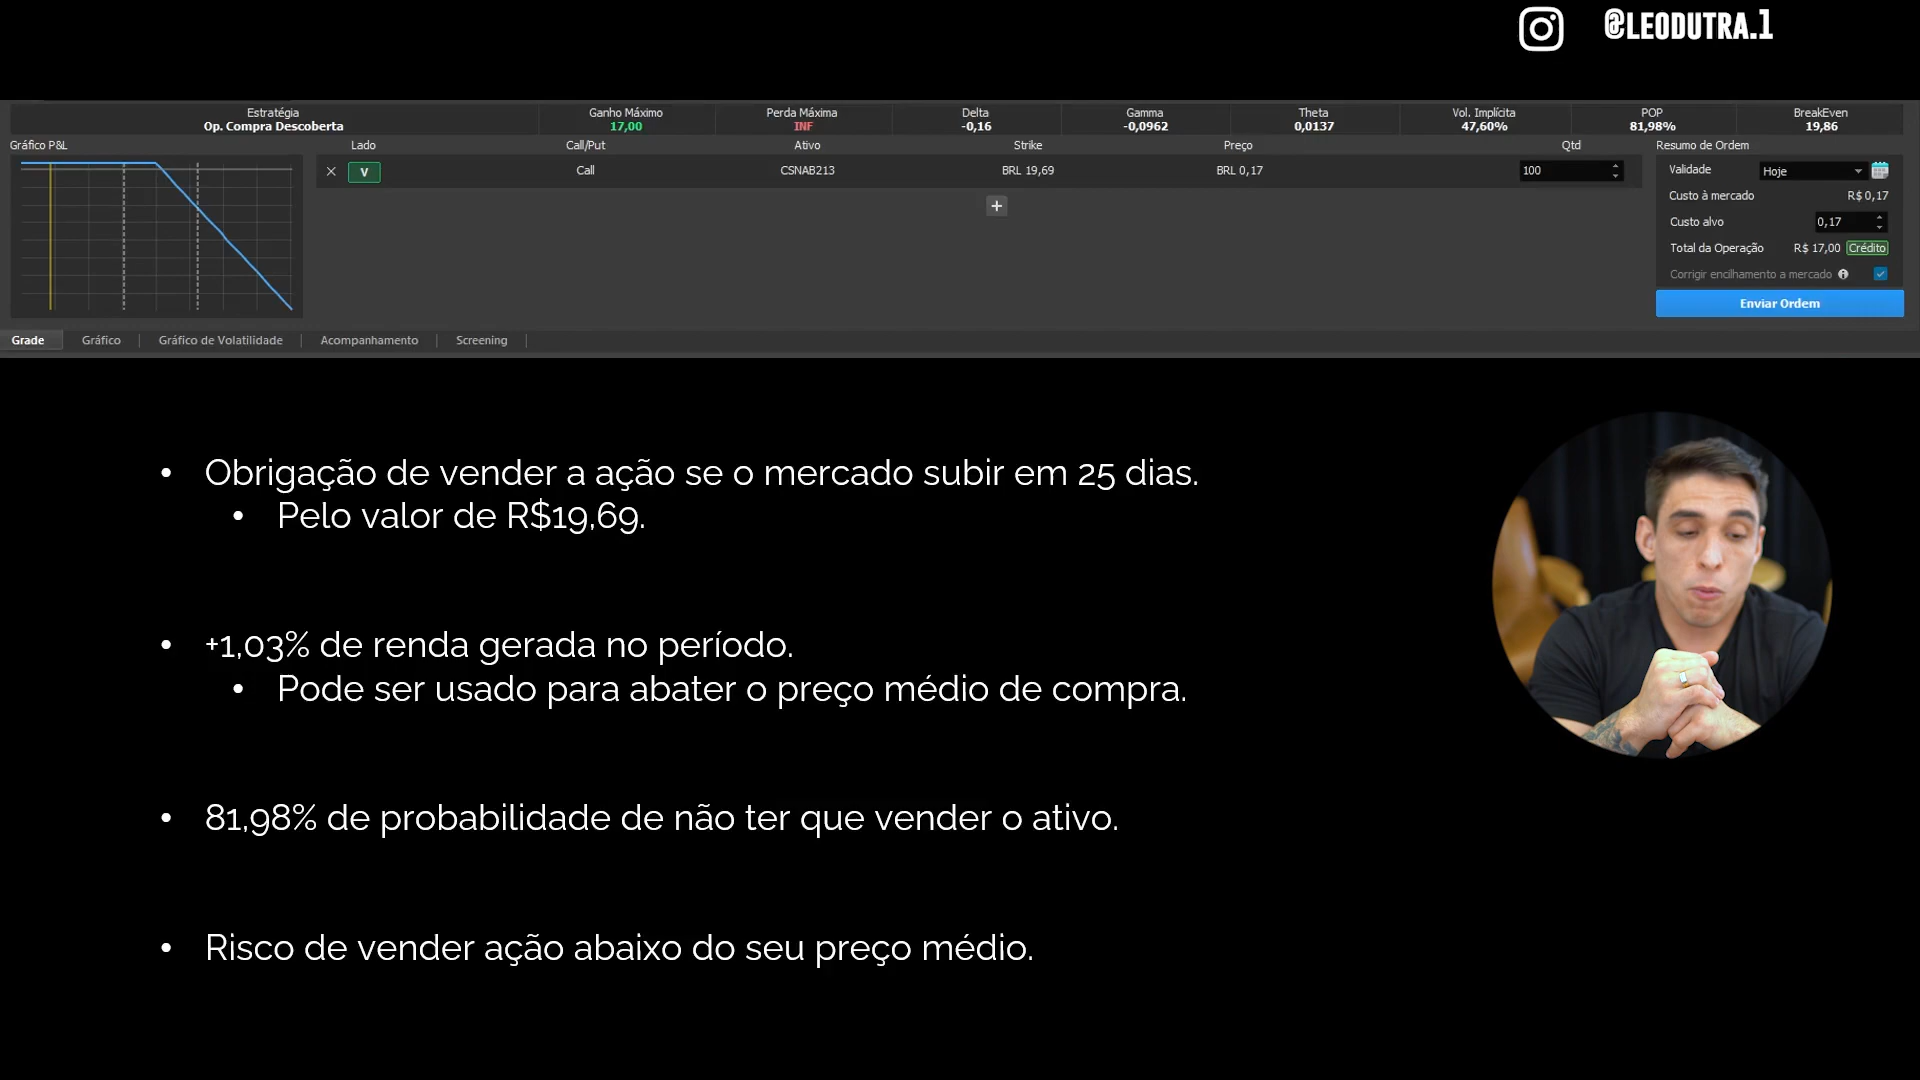 @LEODUTRA.1
Estratégia
Op. Compra Descoberta
Ganho Máximo
17,00
Perda Máxima
INF
Delta
-0,16
Gamma
-0,0962
Theta
0,0137
Vol. Implícita
47,60%
POP
81,98%
BreakEven
19,86
Gráfico P&L
Lado Call/Put Ativo Strike Preço Qtd
V Call CSNAB213 BRL 19,69 BRL 0,17 100
Resumo de Ordem
Validade Hoje
Custo à mercado R$ 0,17
Custo alvo 0,17
Total da Operação R$ 17,00 Crédito
Corrigir encilhamento a mercado
Enviar Ordem
Grade Gráfico Gráfico de Volatilidade Acompanhamento Screening
• Obrigação de vender a ação se o mercado subir em 25 dias.
• Pelo valor de R$19,69.
• +1,03% de renda gerada no período.
• Pode ser usado para abater o preço médio de compra.
• 81,98% de probabilidade de não ter que vender o ativo.
• Risco de vender ação abaixo do seu preço médio.